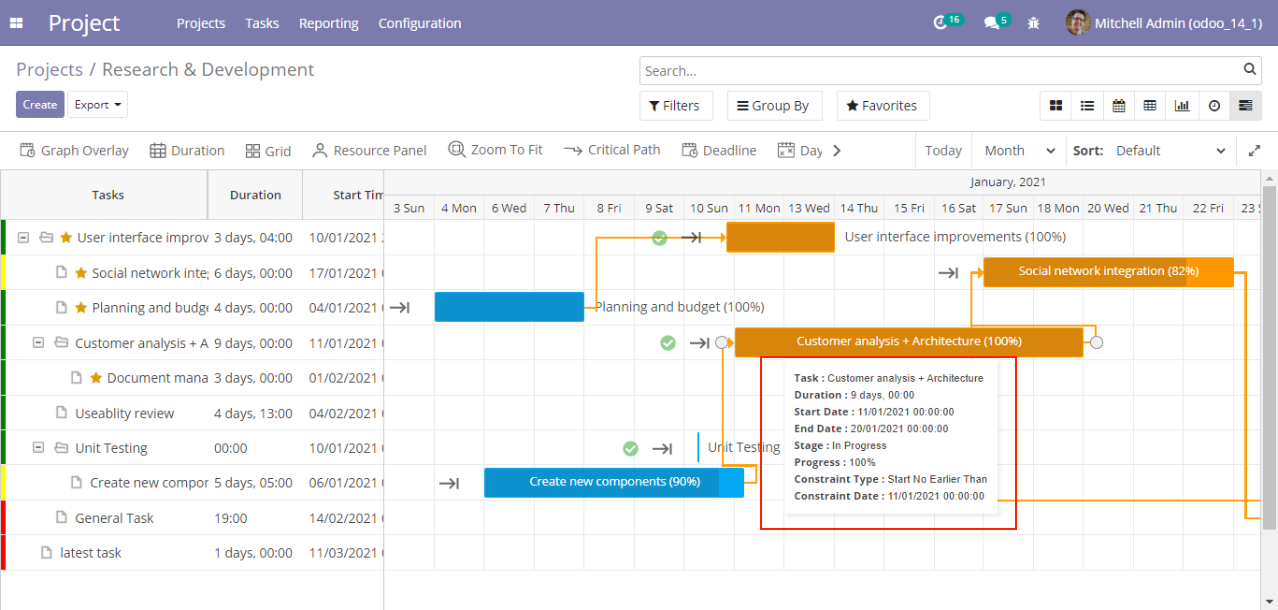 Project Projects Tasks Reporting Configuration 16 5 Mitchell Admin (odoo_14_1)
Projects / Research & Development Search...
Create Export Filters Group By Favorites
Graph Overlay Duration Grid Resource Panel Zoom To Fit Critical Path Deadline Day Today Month Sort: Default
Tasks Duration Start Tim January, 2021
3 Sun 4 Mon 6 Wed 7 Thu 8 Fri 9 Sat 10 Sun 11 Mon 13 Wed 14 Thu 15 Fri 16 Sat 17 Sun 18 Mon 20 Wed 21 Thu 22 Fri 23
User interface improv 3 days, 04:00 10/01/2021 User interface improvements (100%)
Social network inte 6 days, 00:00 17/01/2021 Social network integration (82%)
Planning and budge 4 days, 00:00 04/01/2021 Planning and budget (100%)
Customer analysis + A 9 days, 00:00 11/01/2021 Customer analysis + Architecture (100%)
Document mana 3 days, 00:00 01/02/2021
Useablity review 4 days, 13:00 04/02/2021
Unit Testing 00:00 10/01/2021 Unit Testing
Create new compor 5 days, 05:00 06/01/2021 Create new components (90%)
General Task 19:00 14/02/2021
latest task 1 days, 00:00 11/03/2021
Task : Customer analysis + Architecture
Duration : 9 days, 00:00
Start Date : 11/01/2021 00:00:00
End Date : 20/01/2021 00:00:00
Stage : In Progress
Progress : 100%
Constraint Type : Start No Earlier Than
Constraint Date : 11/01/2021 00:00:00